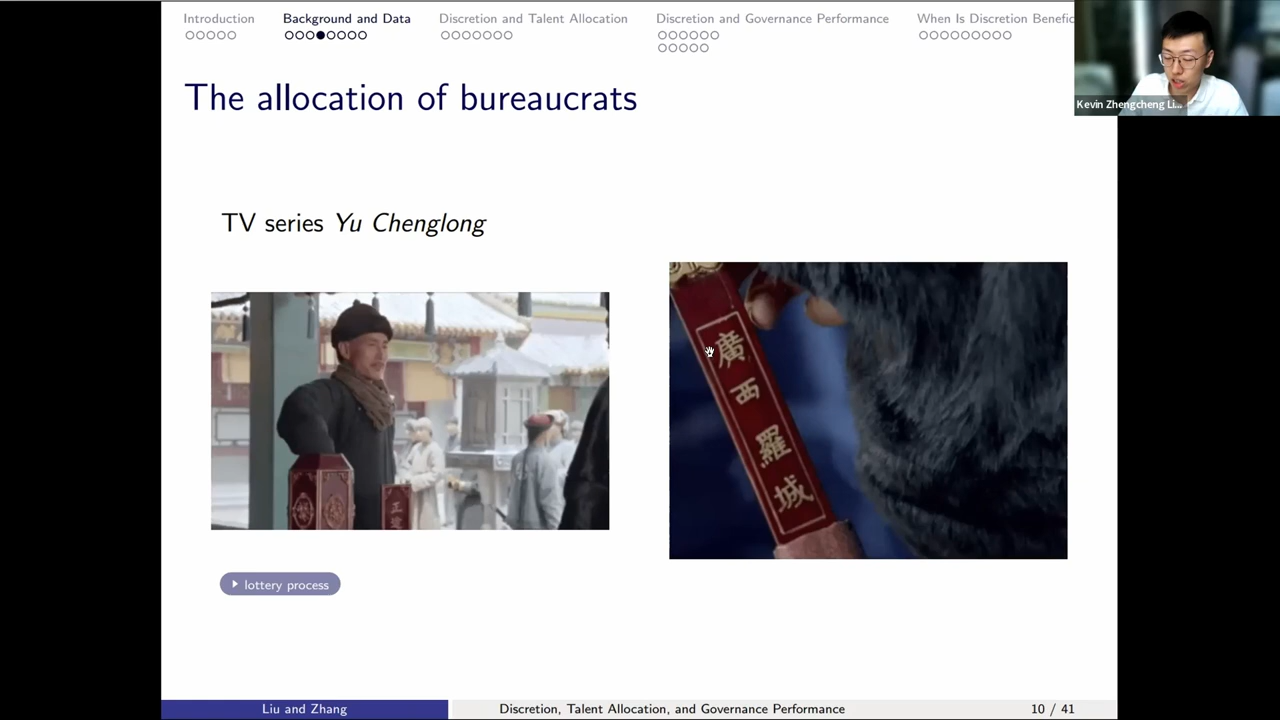 Introduction
Background and Data
Discretion and Talent Allocation
Discretion and Governance Performance
When Is Discretion Benefic
Kevin Zhengcheng Li...
The allocation of bureaucrats
TV series Yu Chenglong
廣西羅城
正
lottery process
Liu and Zhang
Discretion, Talent Allocation, and Governance Performance
10 / 41